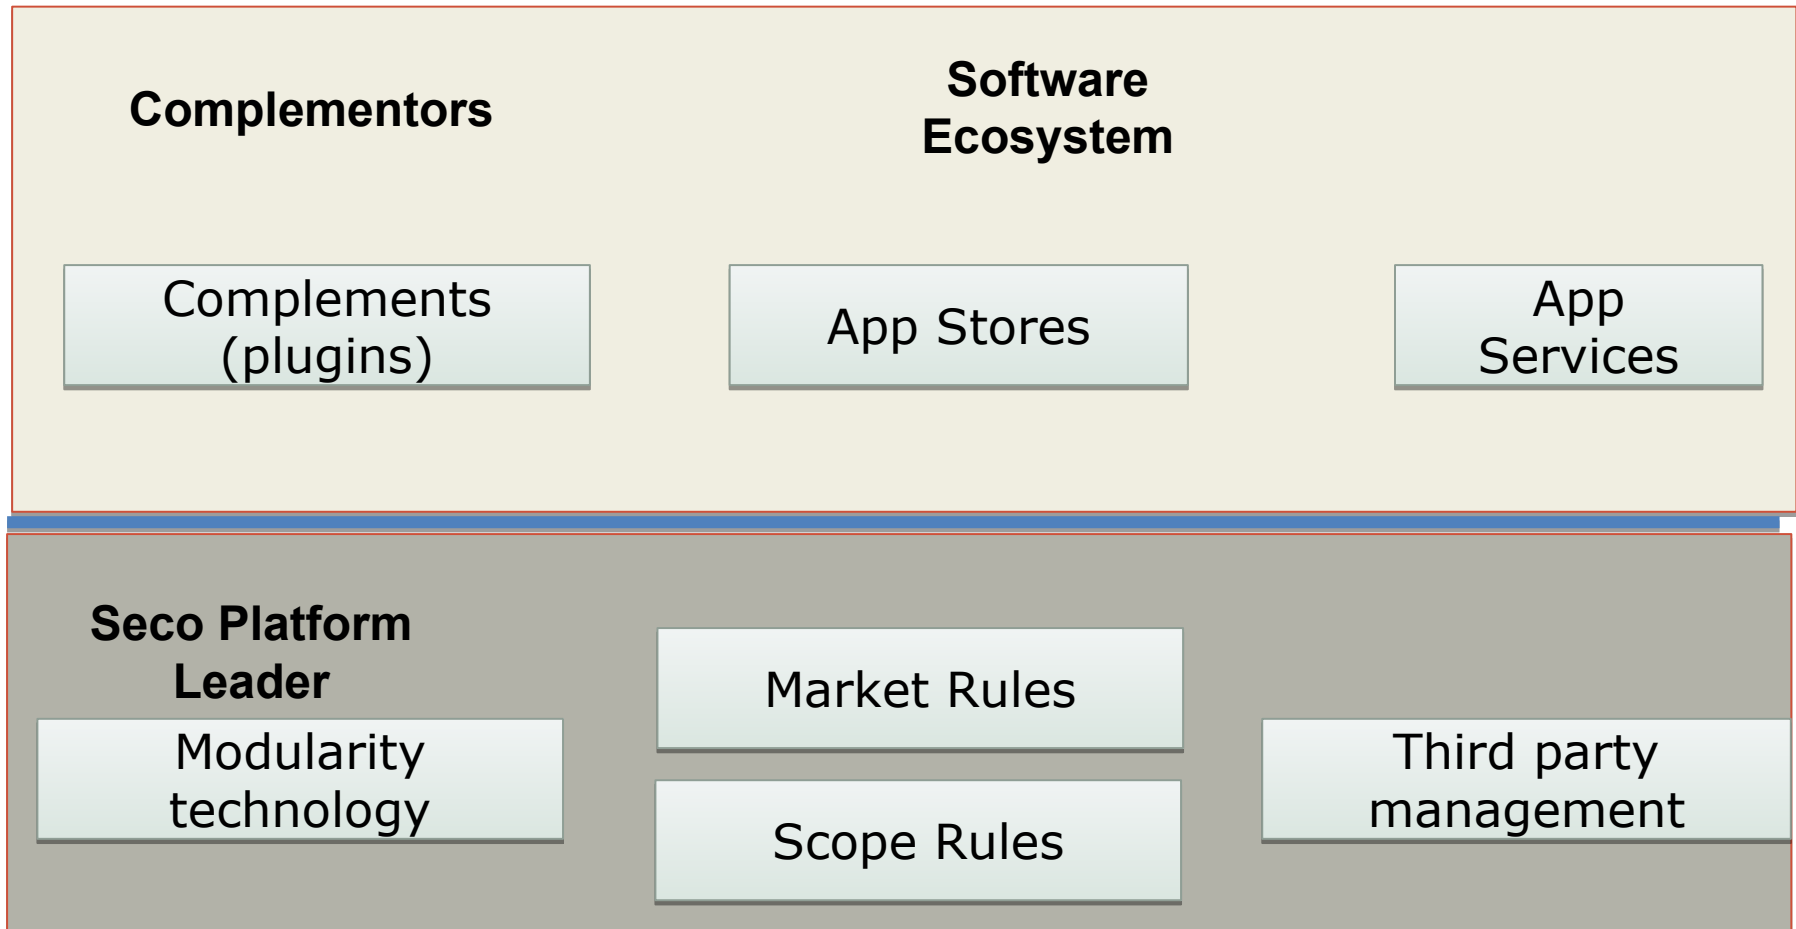 Complementors
Software
Ecosystem
Complements
(plugins)
App Stores
App
Services
Seco Platform
Leader
Modularity
technology
Market Rules
Scope Rules
Third party
management